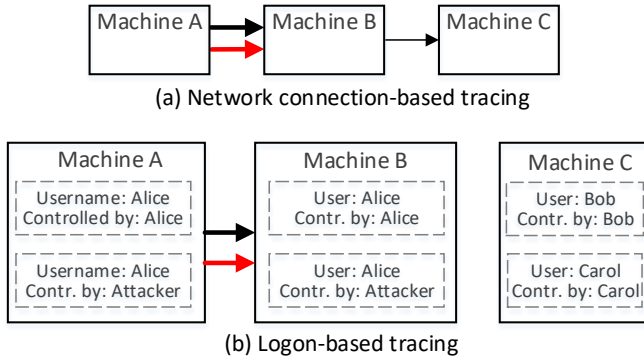 Machine A
Machine B
Machine C
(a) Network connection-based tracing
Machine A
Machine B
Machine C
Username: Alice
Controlled by: Alice
User: Alice
Contr. by: Alice
User: Bob
Contr. by: Bob
Username: Alice
Contr. by: Attacker
User: Alice
Contr. by: Attacker
User: Carol
Contr. by: Carol
(b) Logon-based tracing